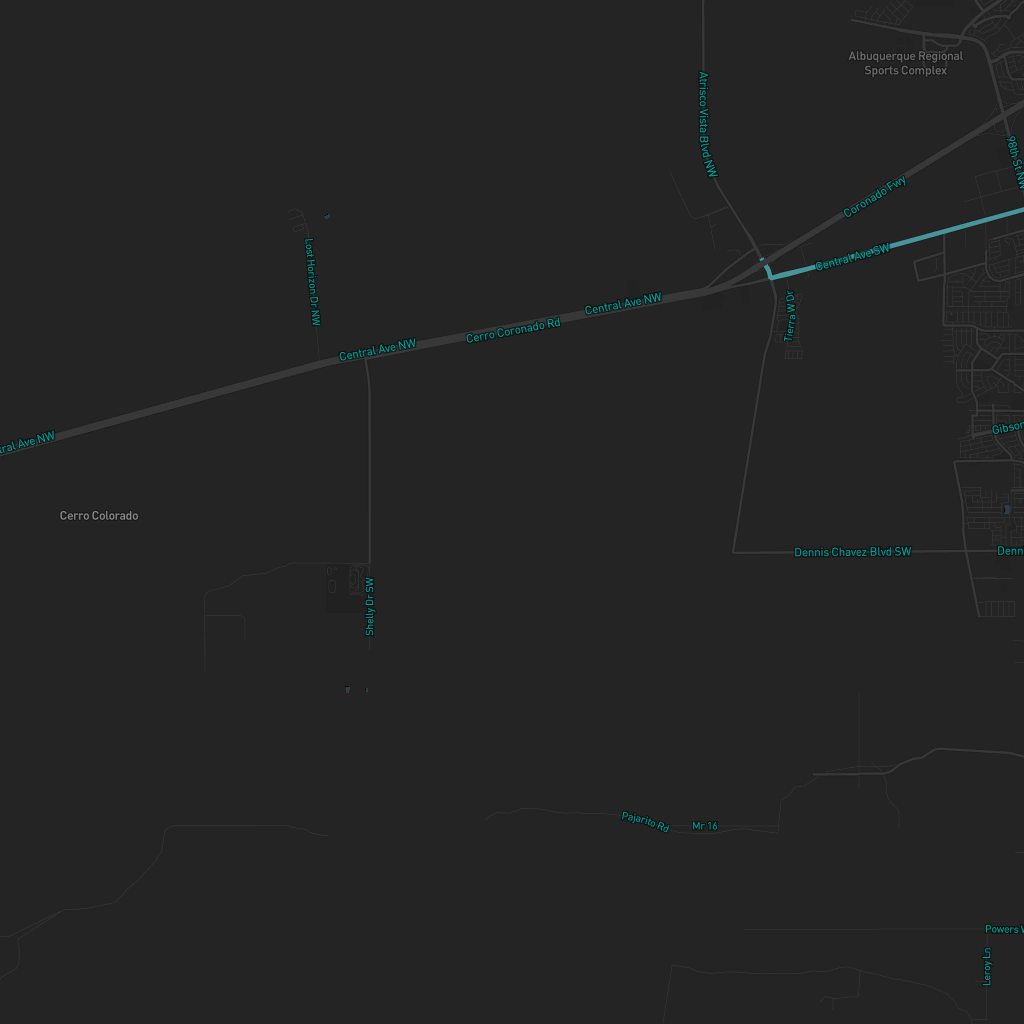 Albuquerque Regional
Sports Complex
Atrisco Vista Blvd NW
98th St NW
Coronado Fwy
Central Ave SW
Lost Horizon Dr NW
Central Ave NW
Tierra W Dr
Cerro Coronado Rd
Central Ave NW
tral Ave NW
Gibson
Cerro Colorado
Dennis Chavez Blvd SW
Denn
Shelly Dr SW
Pajarito Rd
Mr 16
Powers W
Leroy Ln